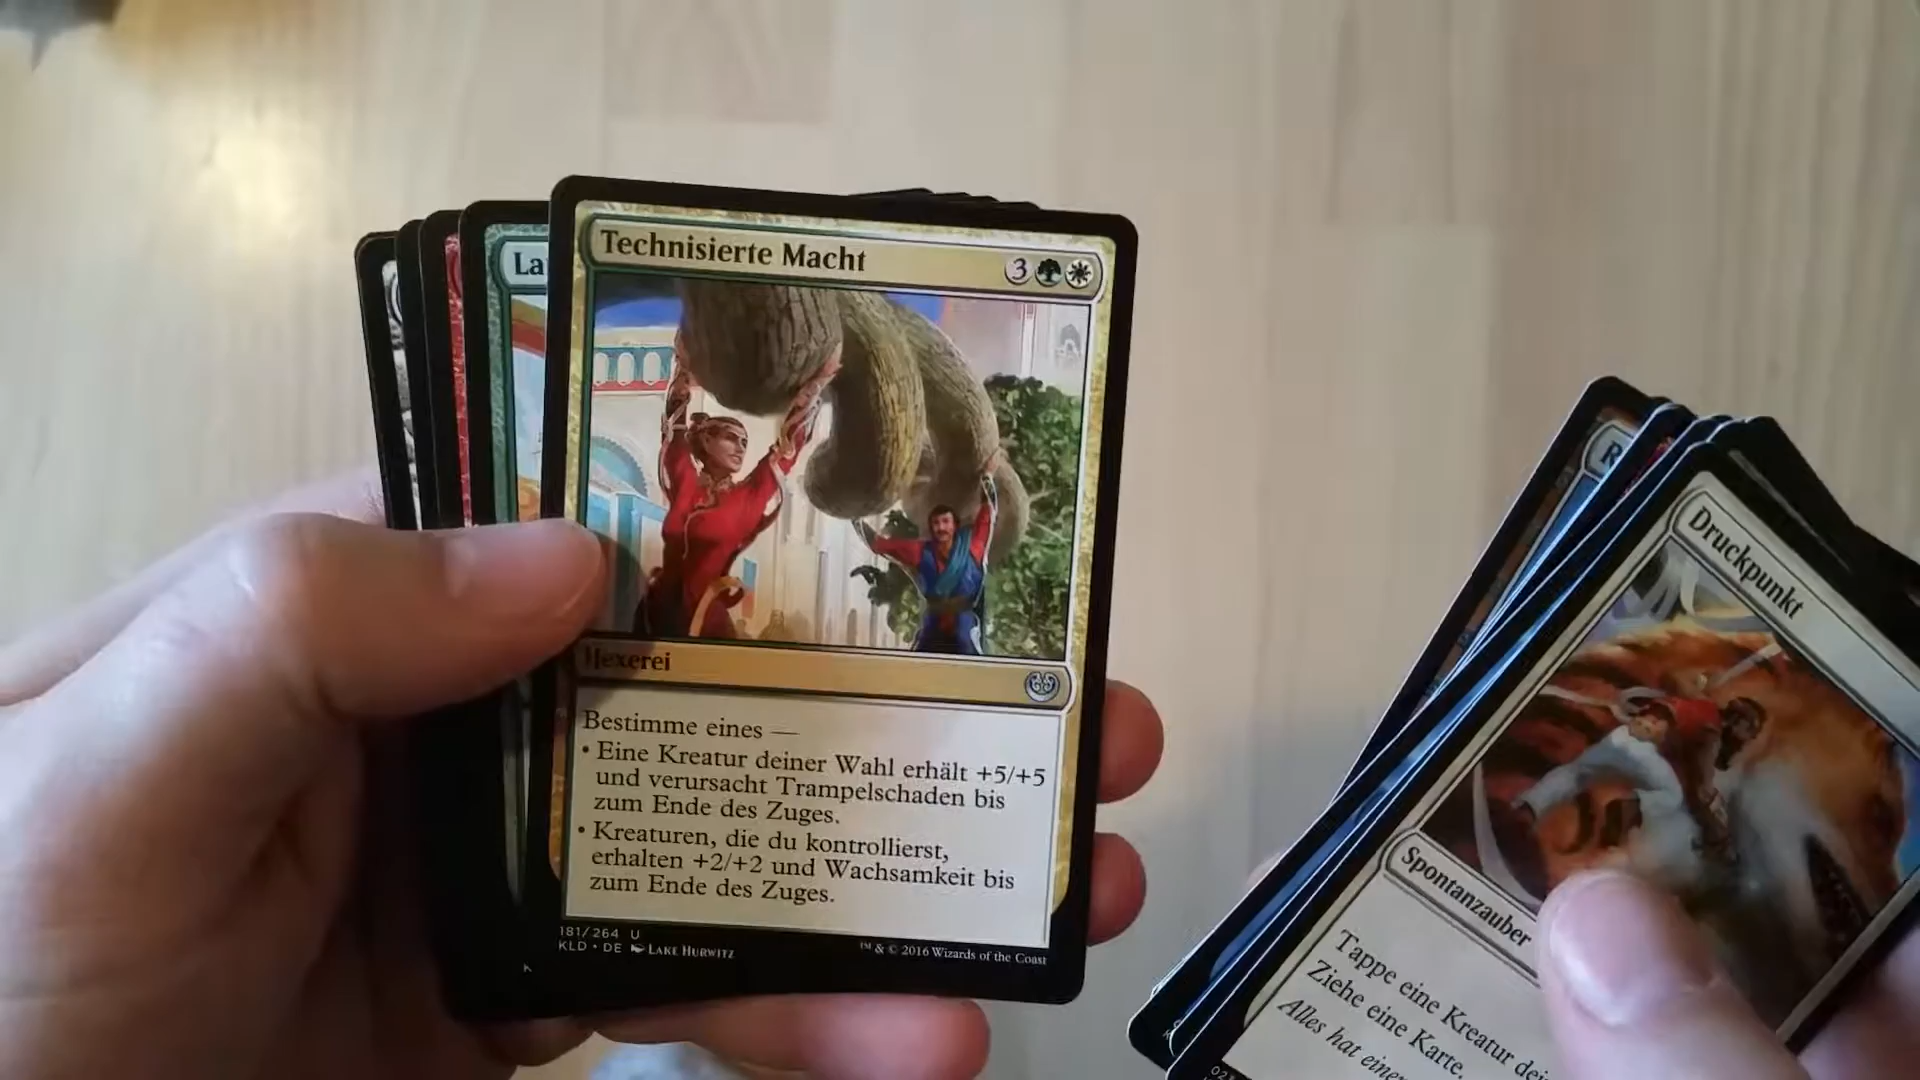 La
Technisierte Macht
3
Hexerei
Bestimme eines —
• Eine Kreatur deiner Wahl erhält +5/+5
und verursacht Trampelschaden bis
zum Ende des Zuges.
• Kreaturen, die du kontrollierst,
erhalten +2/+2 und Wachsamkeit bis
zum Ende des Zuges.
181/264 U
KLD • DE LAKE HURWITZ
™ & © 2016 Wizards of the Coast
R
Druckpunkt
Spontanzauber
Tappe eine Kreatur dei
Ziehe eine Karte.
Alles hat einen